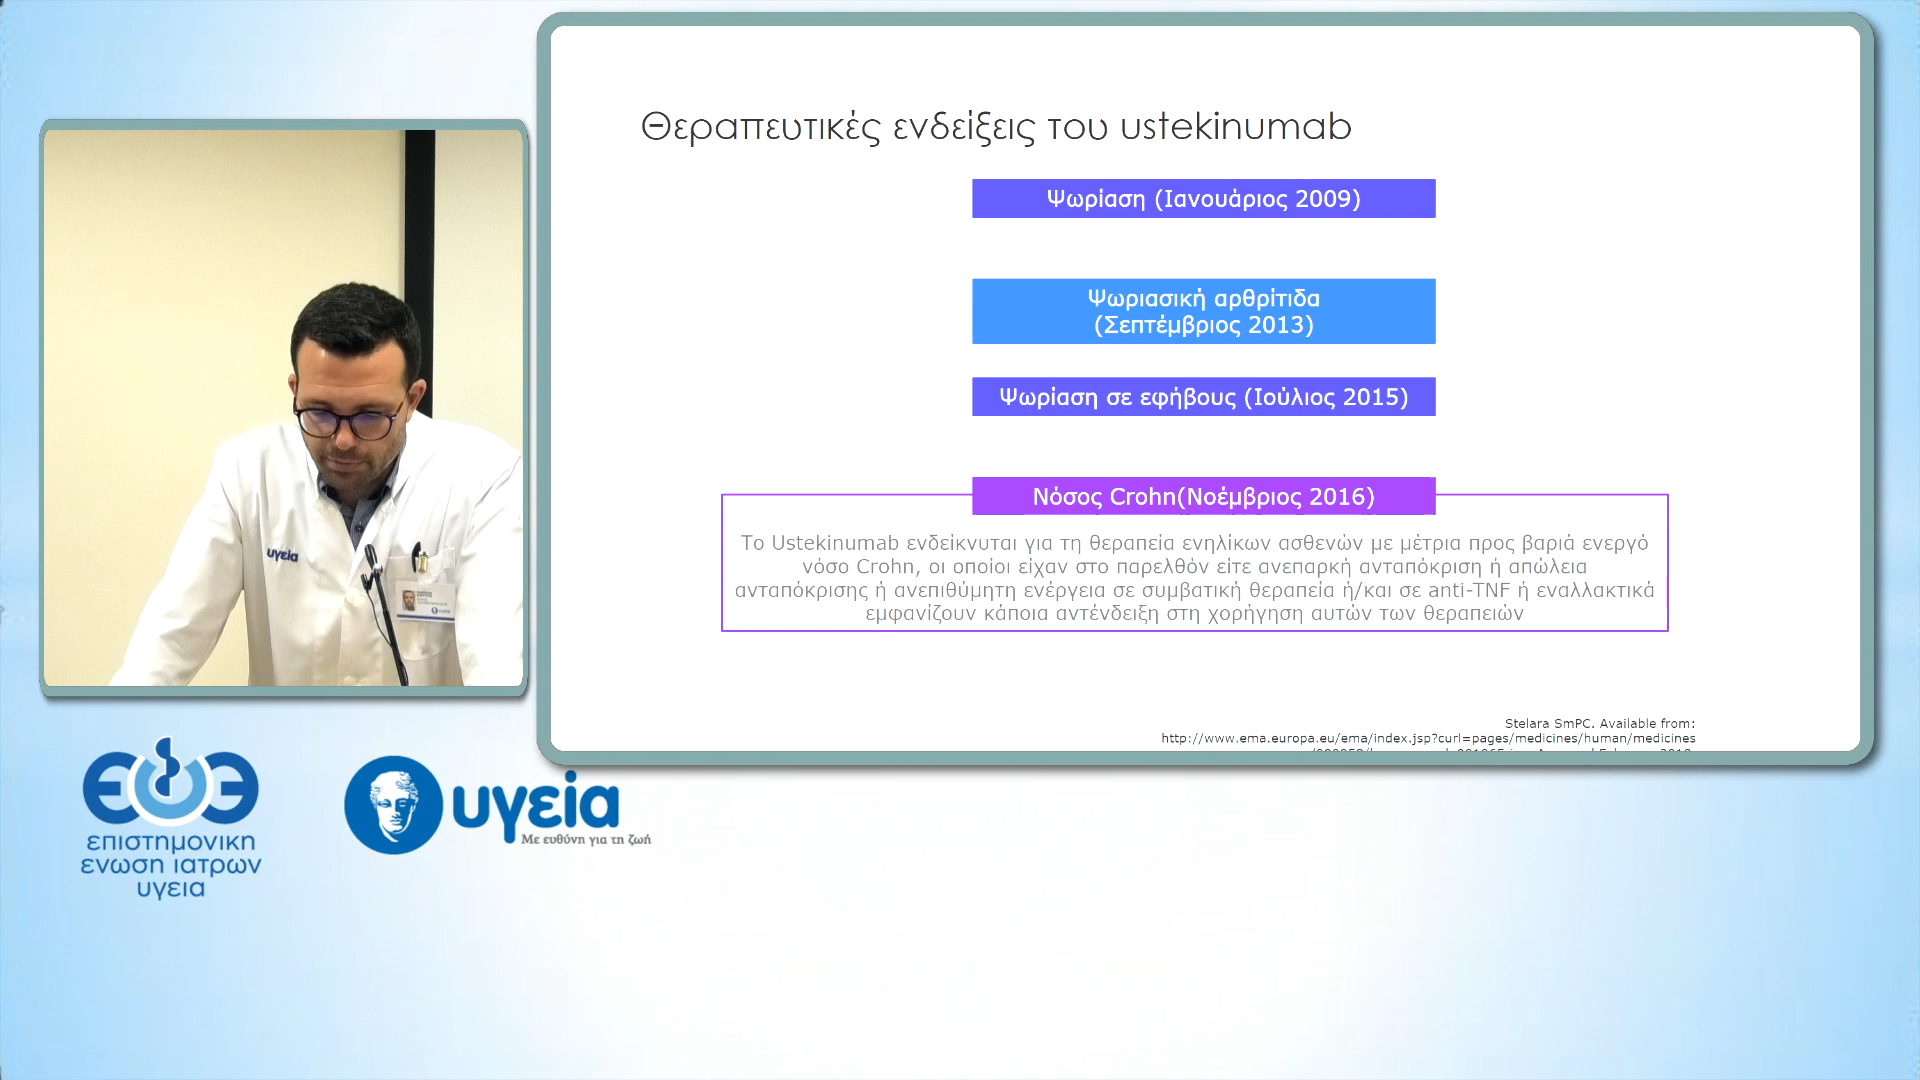 Θεραπευτικές ενδείξεις του ustekinumab
Ψωρίαση (Ιανουάριος 2009)
Ψωριασική αρθρίτιδα
(Σεπτέμβριος 2013)
Ψωρίαση σε εφήβους (Ιούλιος 2015)
Νόσος Crohn(Νοέμβριος 2016)
Το Ustekinumab ενδείκνυται για τη θεραπεία ενηλίκων ασθενών με μέτρια προς βαριά ενεργό
νόσο Crohn, οι οποίοι είχαν στο παρελθόν είτε ανεπαρκή ανταπόκριση ή απώλεια
ανταπόκρισης ή ανεπιθύμητη ενέργεια σε συμβατική θεραπεία ή/και σε anti-TNF ή εναλλακτικά
εμφανίζουν κάποια αντένδειξη στη χορήγηση αυτών των θεραπειών
Stelara SmPC. Available from:
http://www.ema.europa.eu/ema/index.jsp?curl=pages/medicines/human/medicines
υγεία
επιστημονικη
ενωση ιατρων
υγεια
υγεία
Με ευθύνη για τη ζωή